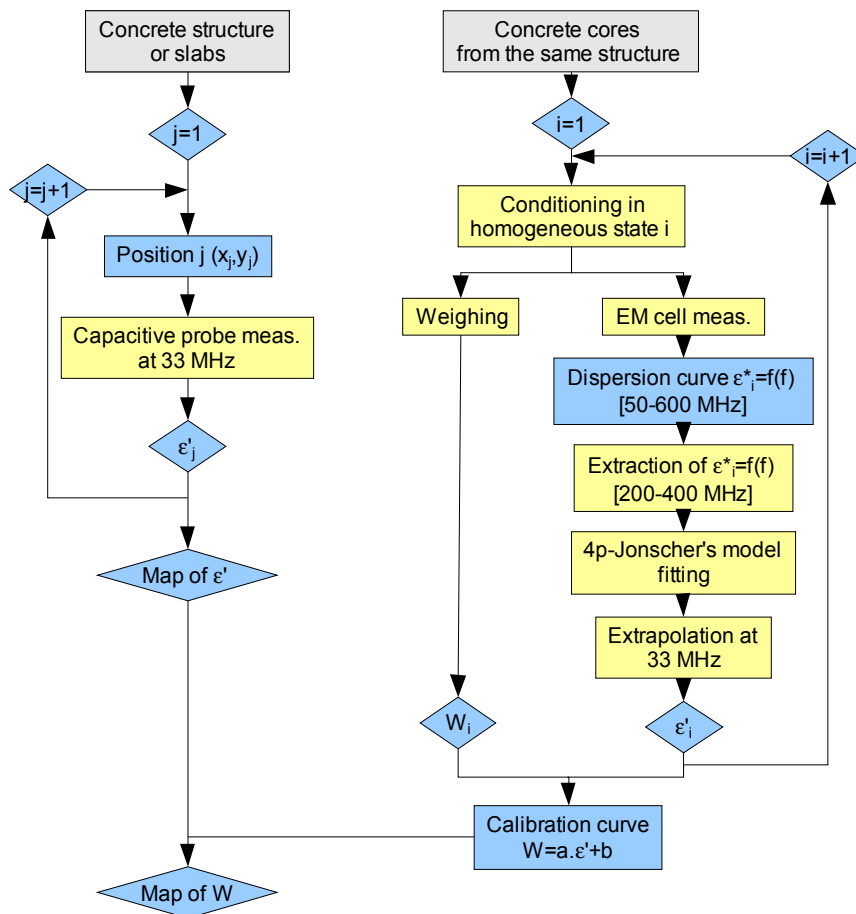 Concrete structure
or slabs
j=1
j=j+1
Position j (xj,yj)
Capacitive probe meas.
at 33 MHz
ε'j
Map of ε'
Map of W
Concrete cores
from the same structure
i=1
i=i+1
Conditioning in
homogeneous state i
Weighing
EM cell meas.
Dispersion curve ε*i=f(f)
[50-600 MHz]
Extraction of ε*i=f(f)
[200-400 MHz]
4p-Jonscher's model
fitting
Extrapolation at
33 MHz
Wi
ε'i
Calibration curve
W=a.ε'+b